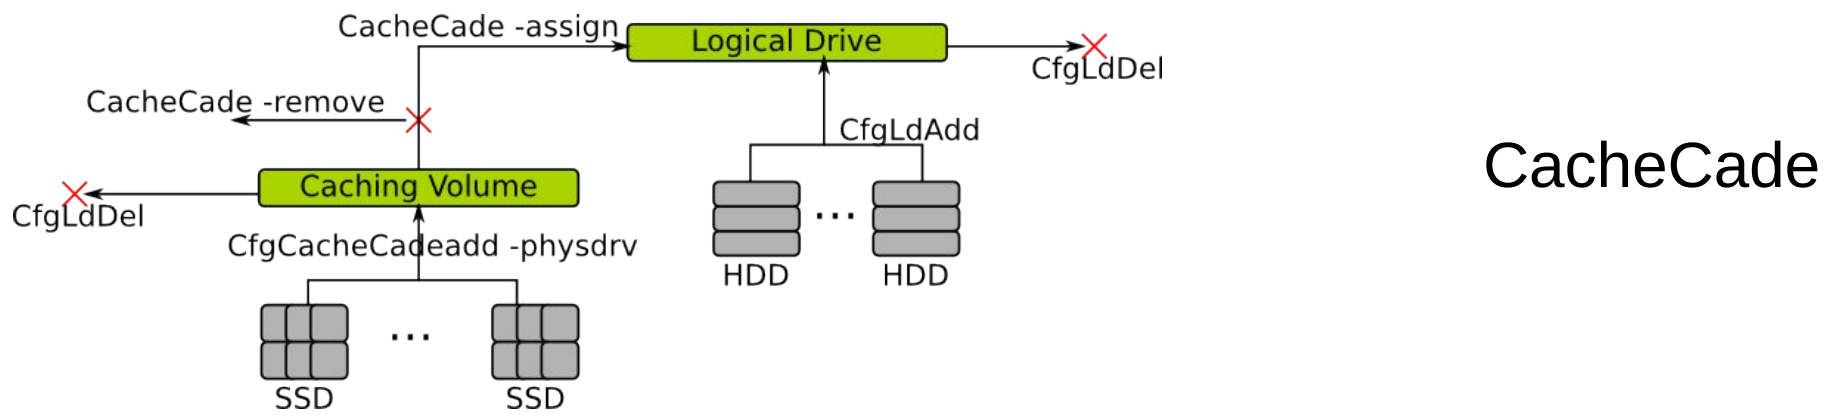 CacheCade -assign
Logical Drive
CfgLdDel
CacheCade -remove
CfgLdAdd
CacheCade
Caching Volume
CfgLdDel
CfgCacheCadeadd -physdrv
...
HDD
HDD
...
SSD
SSD